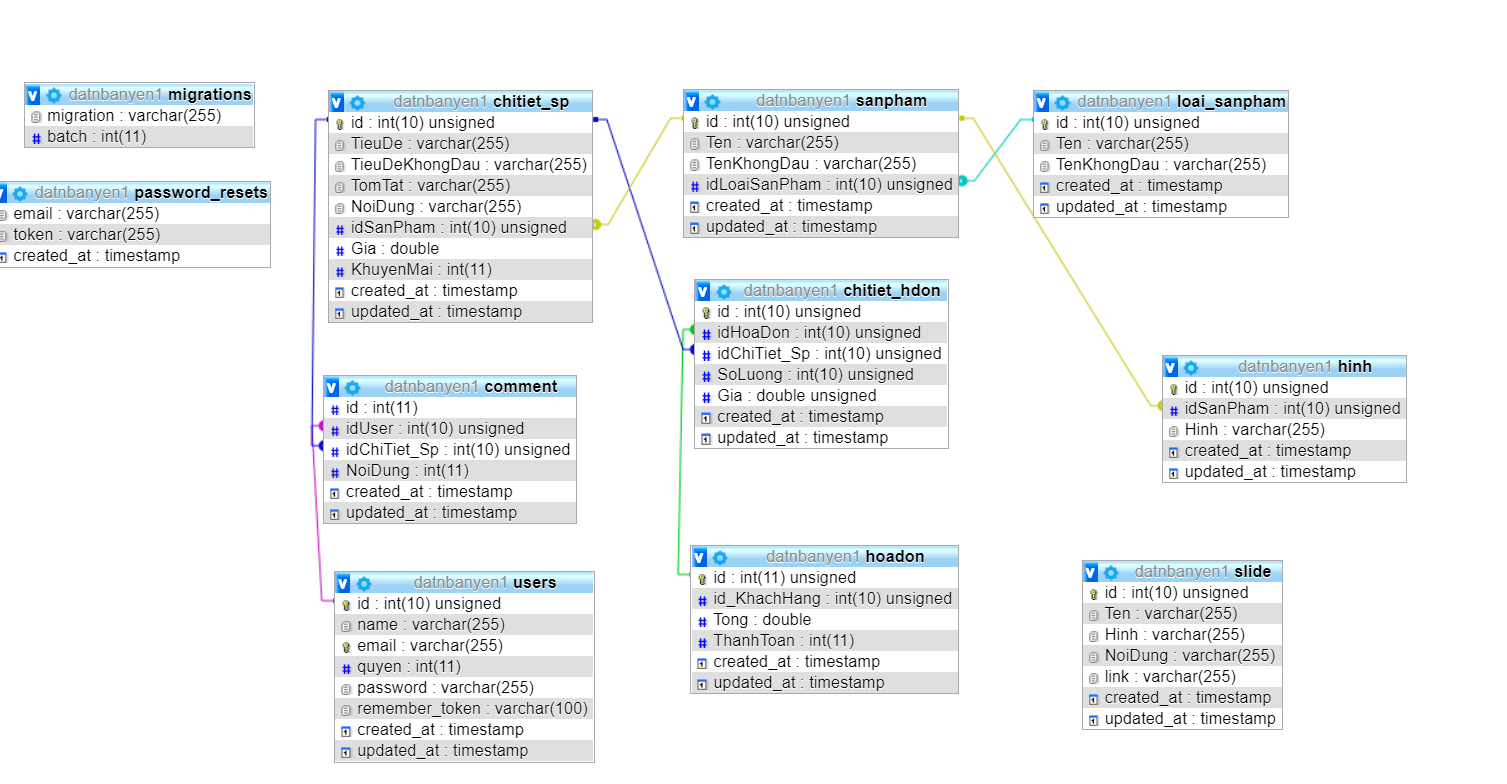 datnbanyen1 migrations
migration : varchar(255)
batch : int(11)
datnbanyen1 password_resets
email : varchar(255)
token : varchar(255)
created_at : timestamp
datnbanyen1 chitiet_sp
id : int(10) unsigned
TieuDe : varchar(255)
TieuDeKhongDau : varchar(255)
TomTat : varchar(255)
NoiDung : varchar(255)
idSanPham : int(10) unsigned
Gia : double
KhuyenMai : int(11)
created_at : timestamp
updated_at : timestamp
datnbanyen1 comment
id : int(11)
idUser : int(10) unsigned
idChiTiet_Sp : int(10) unsigned
NoiDung : int(11)
created_at : timestamp
updated_at : timestamp
datnbanyen1 users
id : int(10) unsigned
name : varchar(255)
email : varchar(255)
quyen : int(11)
password : varchar(255)
remember_token : varchar(100)
created_at : timestamp
updated_at : timestamp
datnbanyen1 sanpham
id : int(10) unsigned
Ten : varchar(255)
TenKhongDau : varchar(255)
idLoaiSanPham : int(10) unsigned
created_at : timestamp
updated_at : timestamp
datnbanyen1 chitiet_hdon
id : int(10) unsigned
idHoaDon : int(10) unsigned
idChiTiet_Sp : int(10) unsigned
SoLuong : int(10) unsigned
Gia : double unsigned
created_at : timestamp
updated_at : timestamp
datnbanyen1 hoadon
id : int(11) unsigned
id_KhachHang : int(10) unsigned
Tong : double
ThanhToan : int(11)
created_at : timestamp
updated_at : timestamp
datnbanyen1 loai_sanpham
id : int(10) unsigned
Ten : varchar(255)
TenKhongDau : varchar(255)
created_at : timestamp
updated_at : timestamp
datnbanyen1 hinh
id : int(10) unsigned
idSanPham : int(10) unsigned
Hinh : varchar(255)
created_at : timestamp
updated_at : timestamp
datnbanyen1 slide
id : int(10) unsigned
Ten : varchar(255)
Hinh : varchar(255)
NoiDung : varchar(255)
link : varchar(255)
created_at : timestamp
updated_at : timestamp